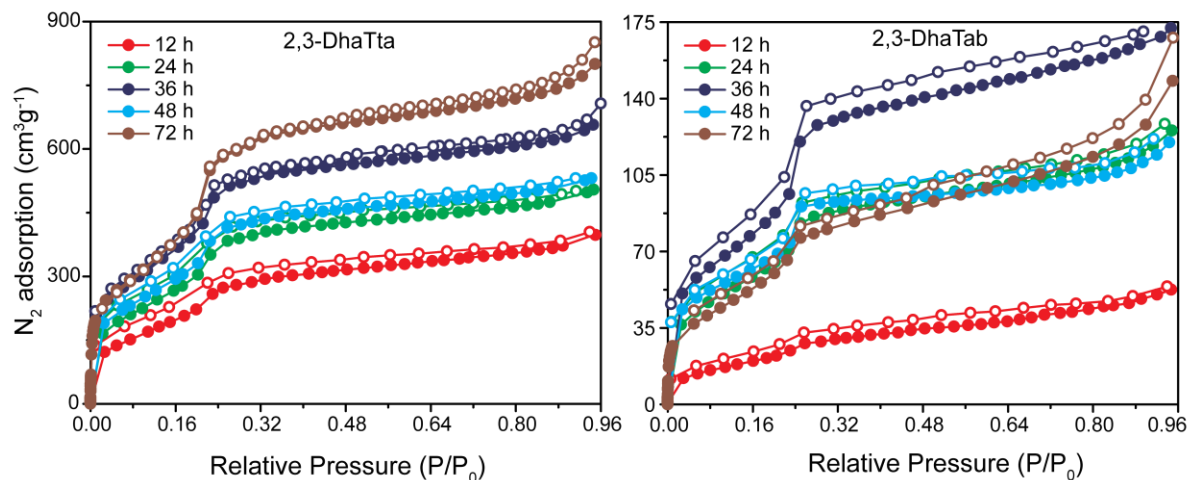 900
600
300
0
N₂ adsorption (cm³g⁻¹)
2,3-DhaTta
12 h
24 h
36 h
48 h
72 h
0.00 0.16 0.32 0.48 0.64 0.80 0.96
Relative Pressure (P/P₀)
175
140
105
70
35
0
2,3-DhaTab
12 h
24 h
36 h
48 h
72 h
0.00 0.16 0.32 0.48 0.64 0.80 0.96
Relative Pressure (P/P₀)